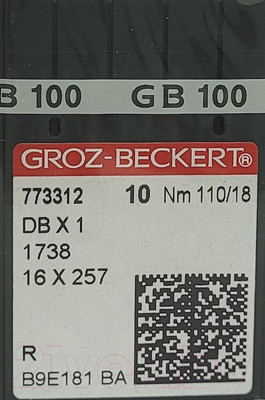 B 100 GB 100
GROZ-BECKERT®
773312 10 Nm 110/18
DB X 1
1738
16 X 257
R
B9E181 BA